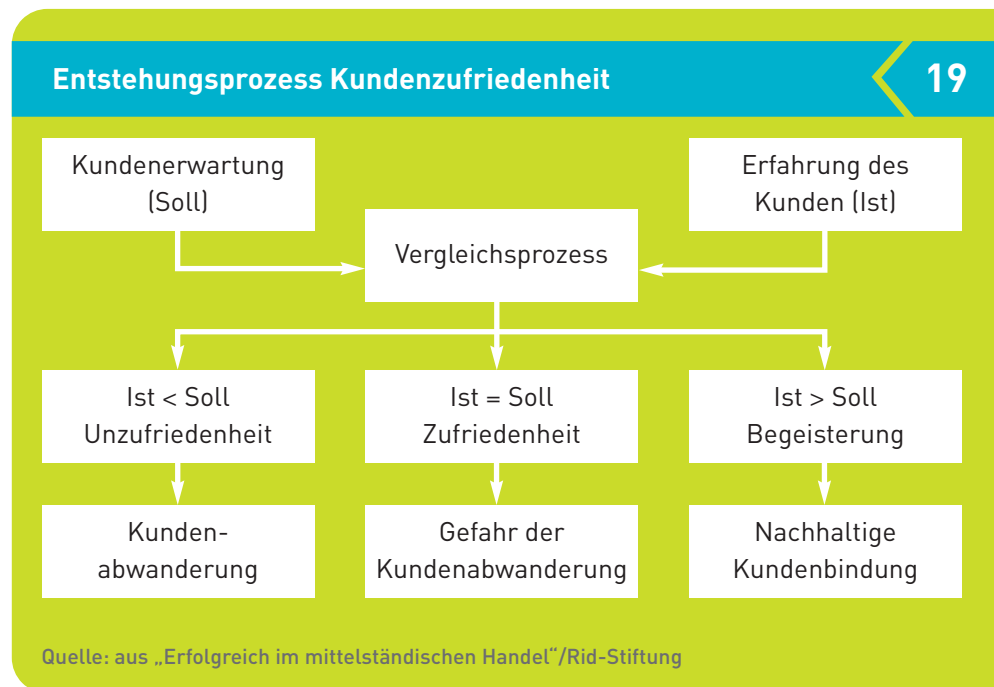 Entstehungsprozess Kundenzufriedenheit
19
Kundenerwartung
(Soll)
Erfahrung des
Kunden (Ist)
Vergleichsprozess
Ist < Soll
Unzufriedenheit
Ist = Soll
Zufriedenheit
Ist > Soll
Begeisterung
Kunden-
abwanderung
Gefahr der
Kundenabwanderung
Nachhaltige
Kundenbindung
Quelle: aus „Erfolgreich im mittelständischen Handel“/Rid-Stiftung